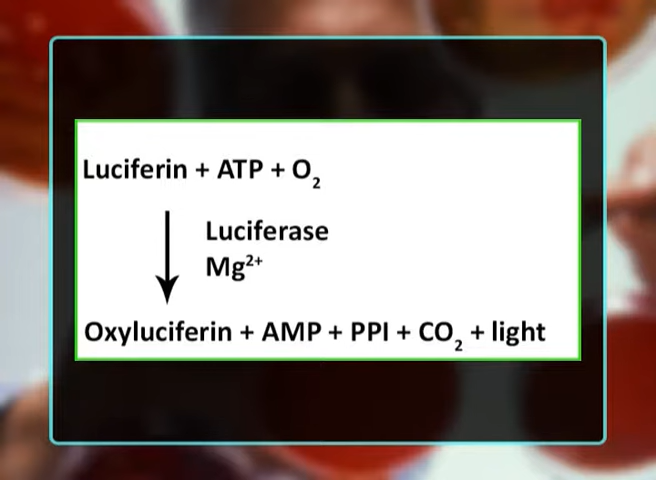 Luciferin + ATP + O₂
Luciferase
Mg²⁺
Oxyluciferin + AMP + PPI + CO₂ + light